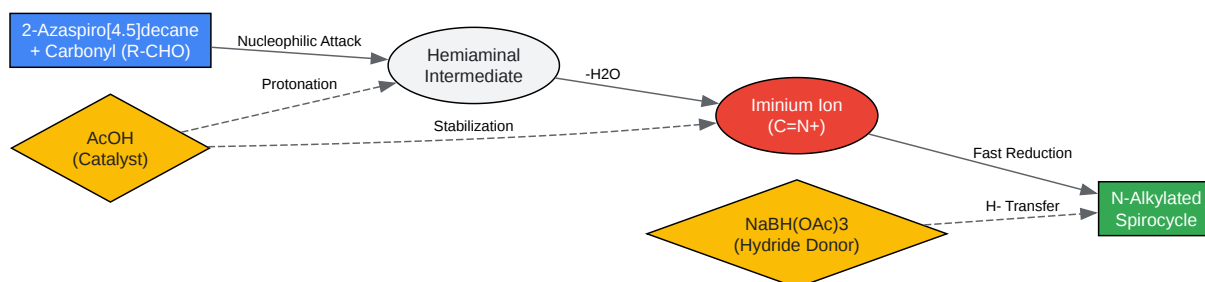 2-Azaspiro[4.5]decane
+ Carbonyl (R-CHO)
Nucleophilic Attack
Hemiaminal
Intermediate
Protonation
AcOH
(Catalyst)
-H2O
Stabilization
Iminium Ion
(C=N+)
Fast Reduction
NaBH(OAc)3
(Hydride Donor)
H- Transfer
N-Alkylated
Spirocycle